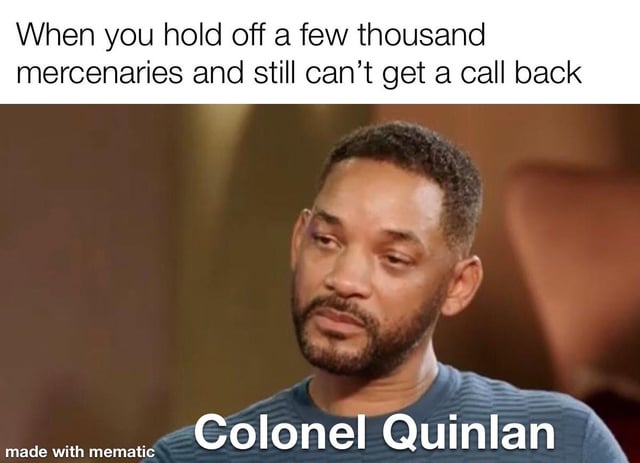 When you hold off a few thousand
mercenaries and still can’t get a call back
Colonel Quinlan
made with mematic